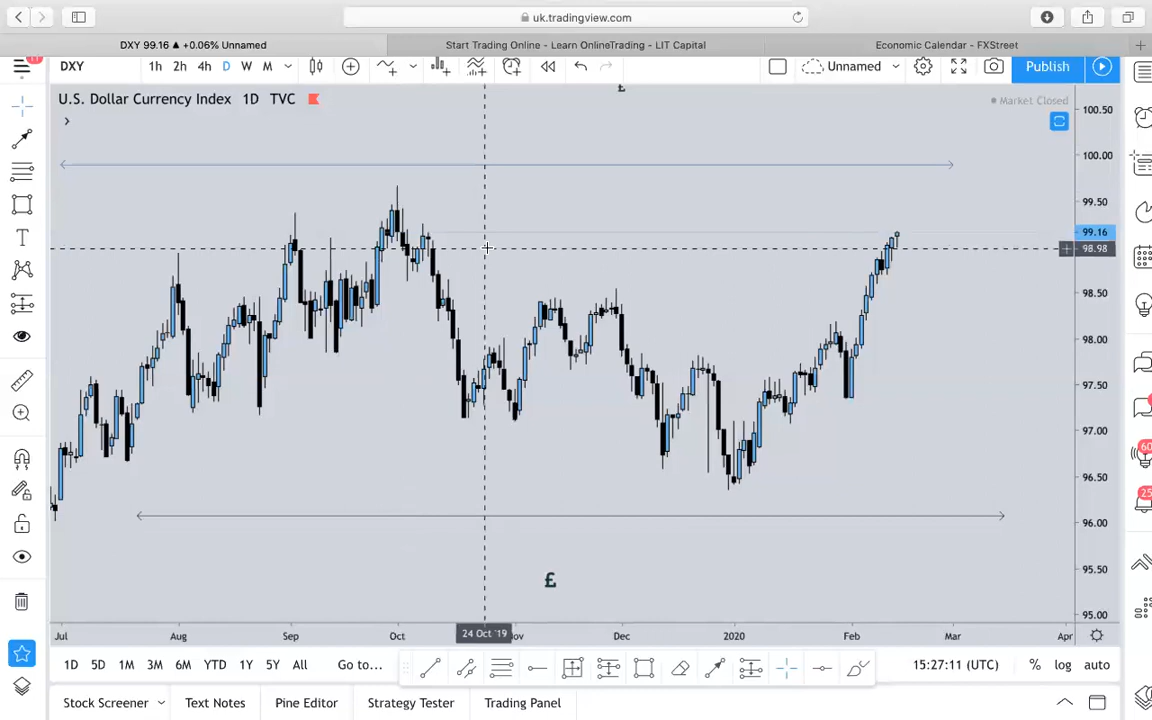 uk.tradingview.com
DXY 99.16 ▲ +0.06% Unnamed
Start Trading Online - Learn OnlineTrading - LIT Capital
Economic Calendar - FXStreet
11
DXY
1h 2h 4h D W M
Unnamed
Publish
U.S. Dollar Currency Index 1D TVC
Market Closed
£
100.50
100.00
99.50
99.16
98.98
98.50
98.00
97.50
97.00
96.50
96.00
95.50
95.00
£
60
25
Jul Aug Sep Oct 24 Oct '19 Nov Dec 2020 Feb Mar Apr
1D 5D 1M 3M 6M YTD 1Y 5Y All Go to...
15:27:11 (UTC) % log auto
Stock Screener Text Notes Pine Editor Strategy Tester Trading Panel